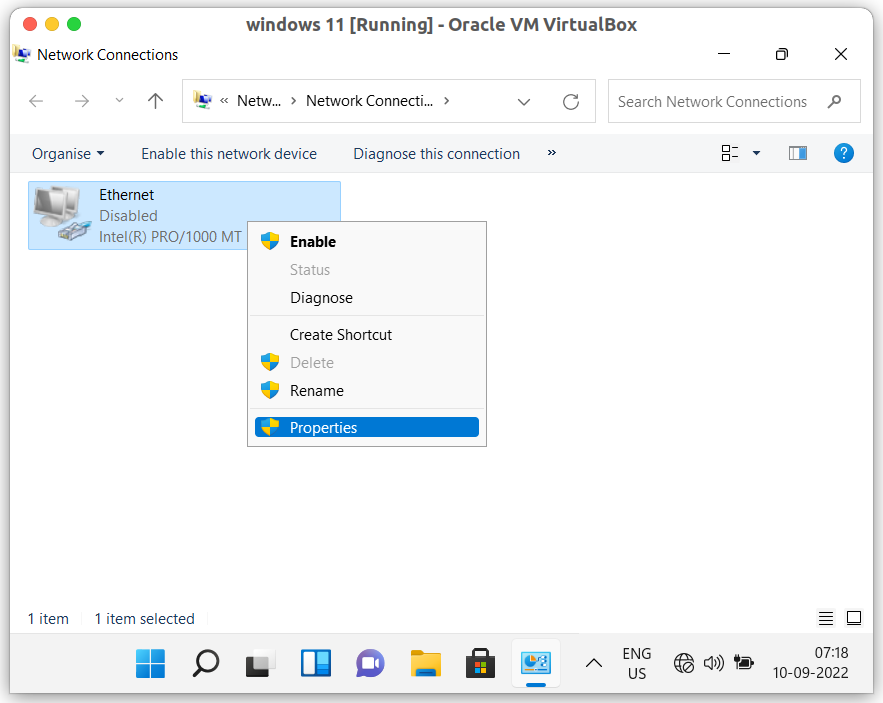 windows 11 [Running] - Oracle VM VirtualBox
Network Connections
« Netw... > Network Connecti... >
Search Network Connections
Organise
Enable this network device
Diagnose this connection
»
Ethernet
Disabled
Intel(R) PRO/1000 MT
Enable
Status
Diagnose
Create Shortcut
Delete
Rename
Properties
1 item
1 item selected
ENG
US
07:18
10-09-2022